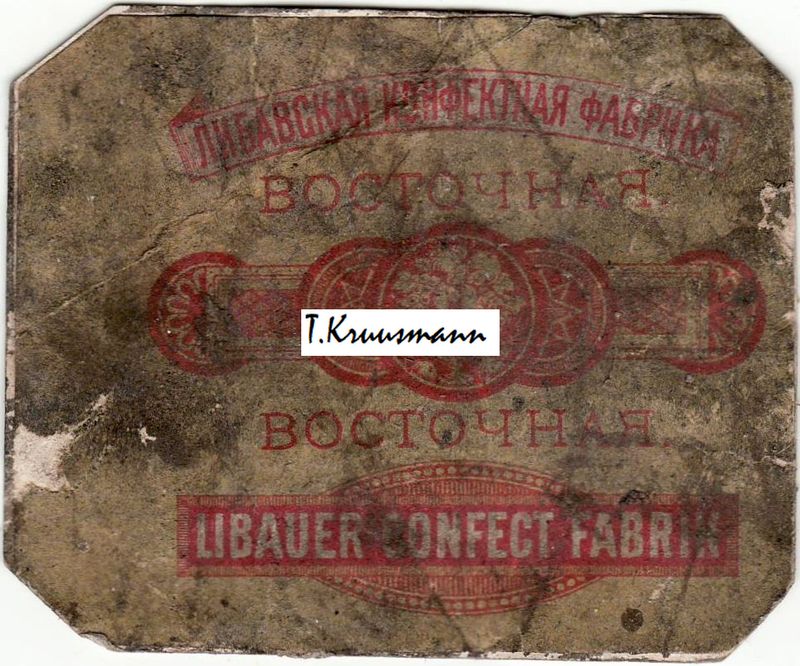 ЛИБАВСКАЯ КОНФЕКТНАЯ ФАБРИКА
ВОСТОЧНАЯ.
T.Kruusmann
ВОСТОЧНАЯ.
LIBAUER CONFECT FABRIK